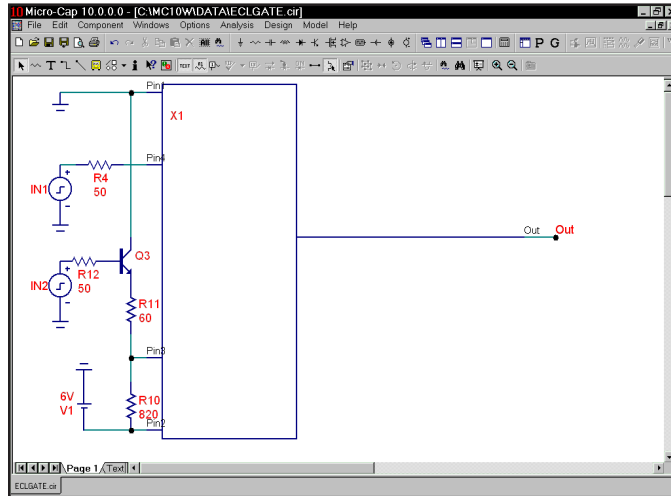 10 Micro-Cap 10.0.0.0 - [C:\MC10W\DATA\ECLGATE.cir]
File Edit Component Windows Options Analysis Design Model Help
P G
T
TEXT
Pin1
X1
Pin4
R4
50
IN1
Out Out
Q3
R12
50
IN2
R11
60
Pin3
6V
V1
R10
820
Pin2
Page 1 Text
ECLGATE.cir